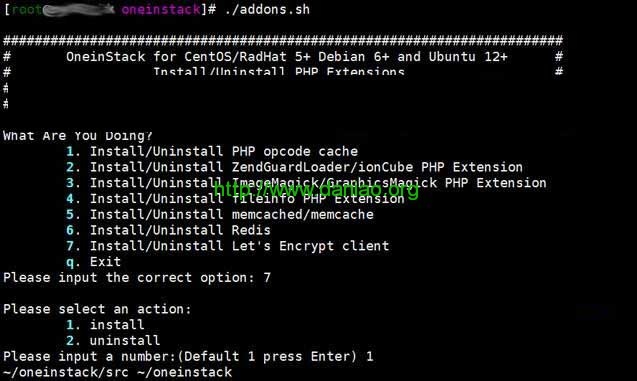 [root oneinstack]# ./addons.sh
#######################################################################
# OneinStack for CentOS/RadHat 5+ Debian 6+ and Ubuntu 12+ #
# Install/Uninstall PHP Extensions #
#
#
What Are You Doing?
1. Install/Uninstall PHP opcode cache
2. Install/Uninstall ZendGuardLoader/ionCube PHP Extension
3. Install/Uninstall ImageMagick/GraphicsMagick PHP Extension
http://www.daniao.org
4. Install/Uninstall fileinfo PHP Extension
5. Install/Uninstall memcached/memcache
6. Install/Uninstall Redis
7. Install/Uninstall Let's Encrypt client
q. Exit
Please input the correct option: 7
Please select an action:
1. install
2. uninstall
Please input a number:(Default 1 press Enter) 1
~/oneinstack/src ~/oneinstack